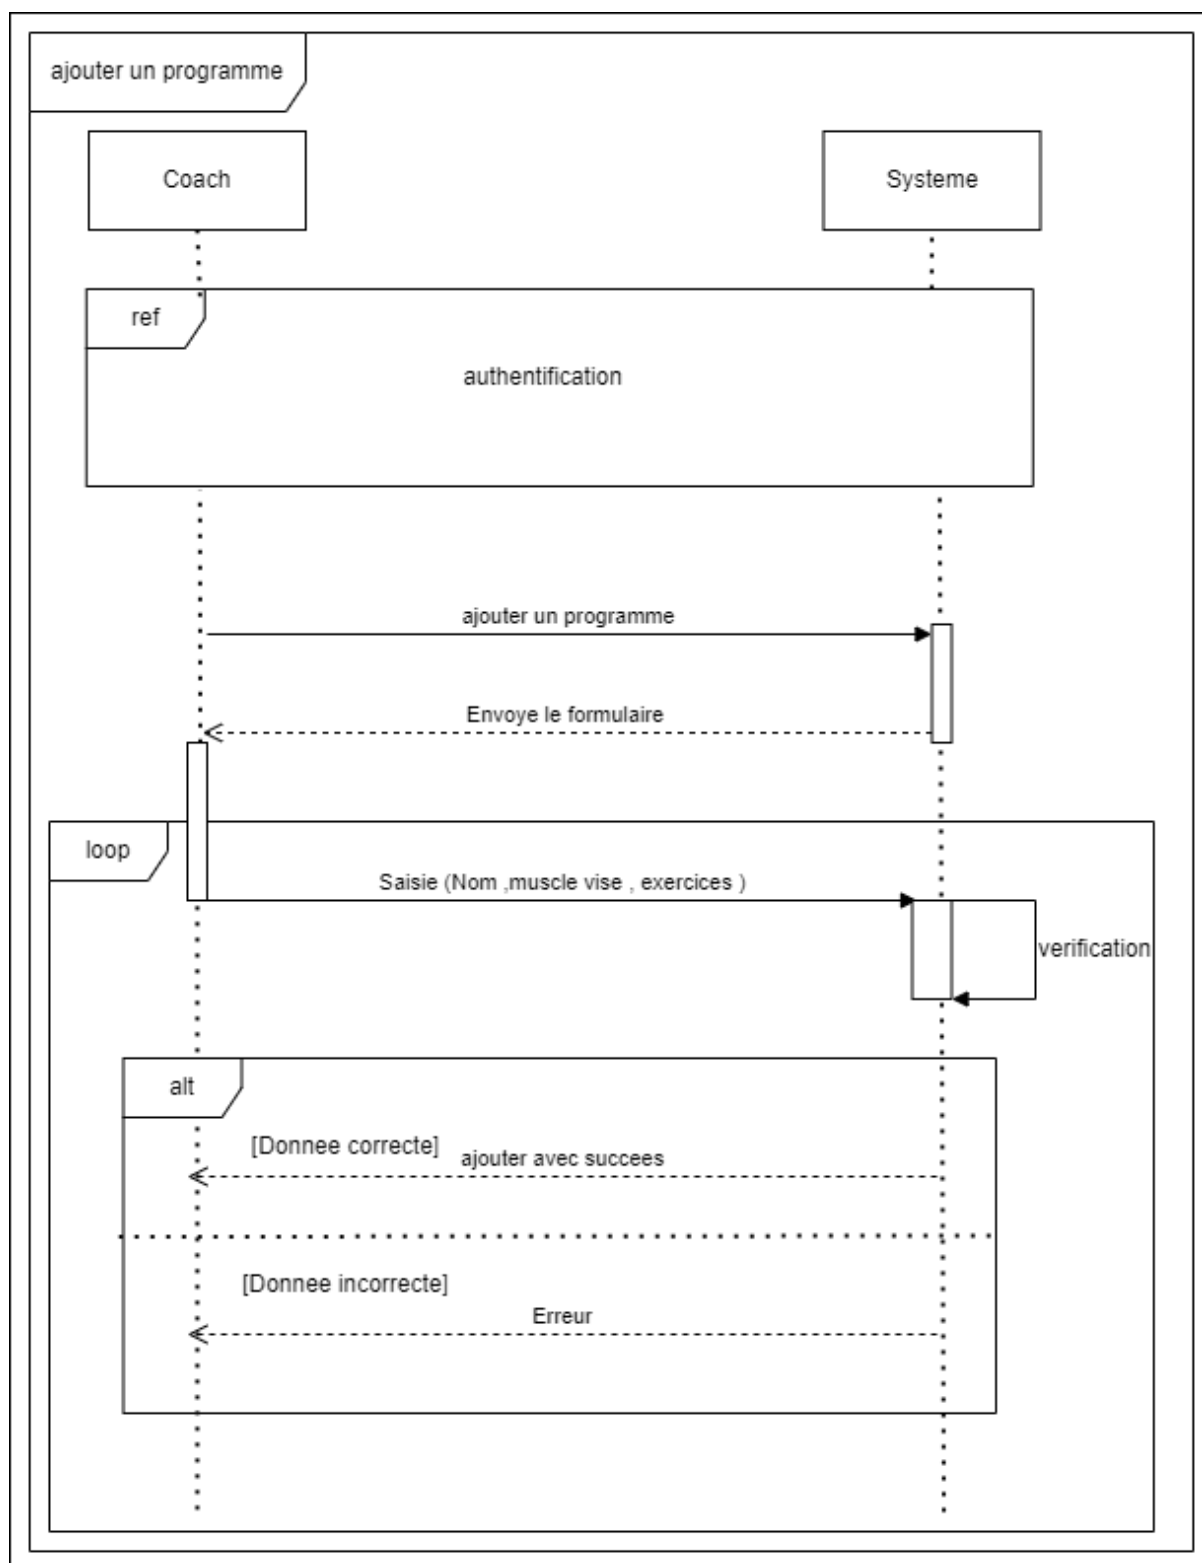 ajouter un programme
Coach
Systeme
ref
authentification
ajouter un programme
Envoye le formulaire
loop
Saisie (Nom ,muscle vise , exercices )
verification
alt
[Donnee correcte]
ajouter avec succees
[Donnee incorrecte]
Erreur